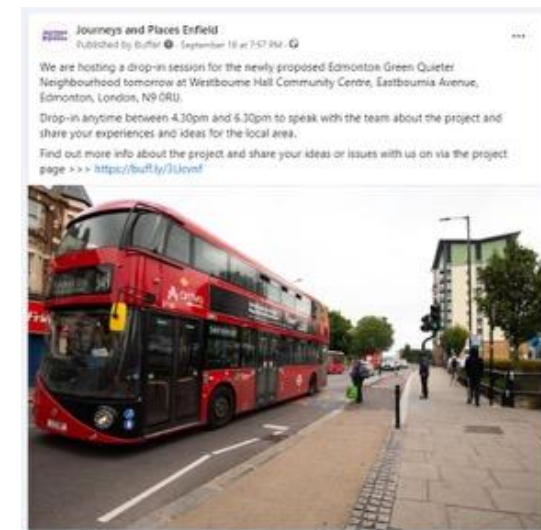 Journeys and Places Enfield
Published by Buffer · September 18 at 7:57 PM ·
We are hosting a drop-in session for the newly proposed Edmonton Green Quieter
Neighbourhood tomorrow at Westbourne Hall Community Centre, Eastbournia Avenue,
Edmonton, London, N9 0RU.
Drop-in anytime between 4.30pm and 6.30pm to speak with the team about the project and
share your experiences and ideas for the local area.
Find out more info about the project and share your ideas or issues with us on via the project
page >>>
349
arriva